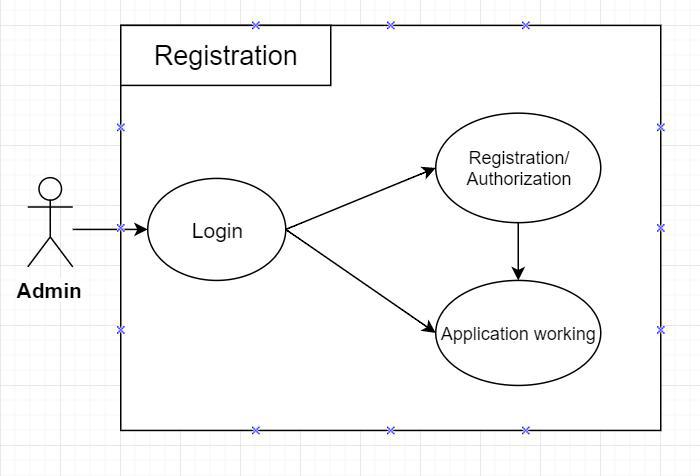 Registration
Registration/
Authorization
Login
Admin
Application working